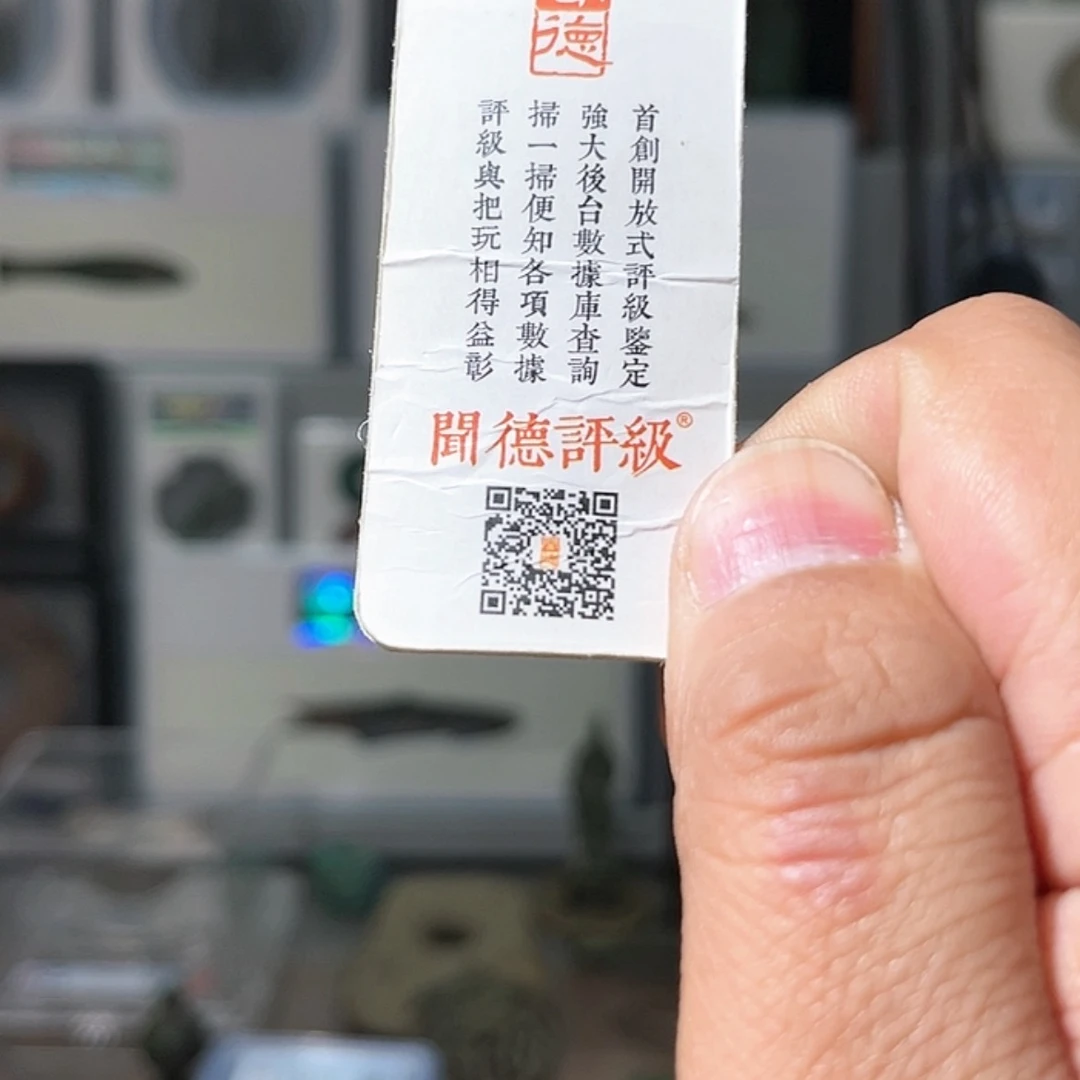 德
首創開放式評級鑒定
強大後台數據庫查詢
掃一掃便知各項數據
評級與把玩相得益彰
聞德評級®